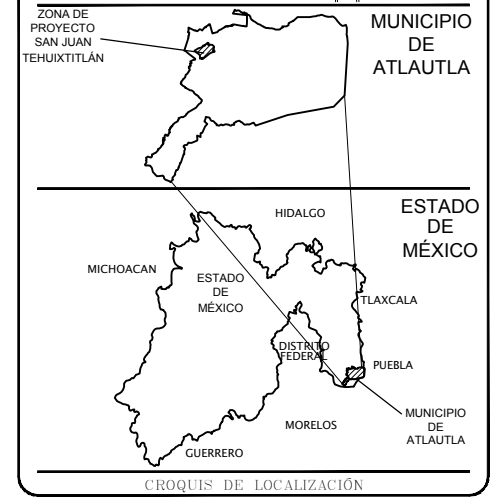 ZONA DE
PROYECTO
SAN JUAN
TEHUIXTITLÁN
MUNICIPIO
DE
ATLAUTLA
ESTADO
DE
MÉXICO
HIDALGO
MICHOACAN
ESTADO
DE
MÉXICO
TLAXCALA
DISTRITO
FEDERAL
PUEBLA
MUNICIPIO
DE
ATLAUTLA
MORELOS
GUERRERO
CROQUIS DE LOCALIZACIÓN